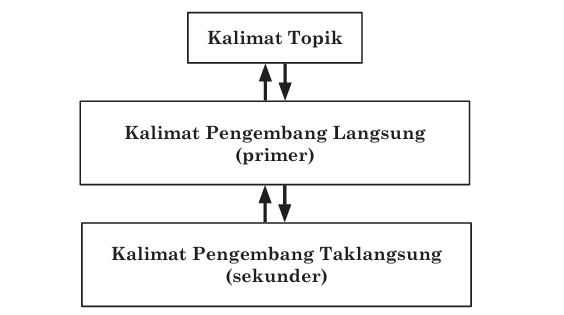 Kalimat Topik
Kalimat Pengembang Langsung
(primer)
Kalimat Pengembang Taklangsung
(sekunder)